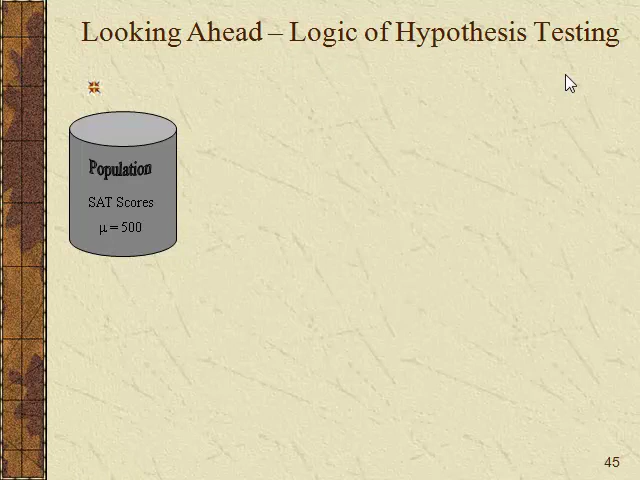 Looking Ahead – Logic of Hypothesis Testing
Population
SAT Scores
μ = 500
45